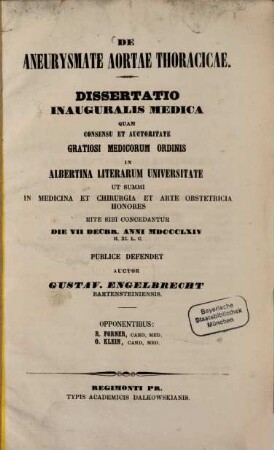 DE
ANEURYSMATE AORTAE THORACICAE.
DISSERTATIO
INAUGURALIS MEDICA
QUAM
CONSENSU ET AUCTORITATE
GRATIOSI MEDICORUM ORDINIS
IN
ALBERTINA LITERARUM UNIVERSITATE
UT SUMMI
IN MEDICINA ET CHIRURGIA ET ARTE OBSTETRICIA
HONORES
RITE SIBI CONCEDANTUR
DIE VII DECBR. ANNI MDCCCLXIV
H. XI. L. C.
PUBLICE DEFENDET
AUCTOR
GUSTAV. ENGELBRECHT
BARTENSTEINIENSIS.
Bayerische
Staatsbibliothek
München
OPPONENTIBUS:
R. FORNER, CAND. MED.
O. KLEIN, CAND. MED.
REGIMONTI PR.
TYPIS ACADEMICIS DALKOWSKIANIS.